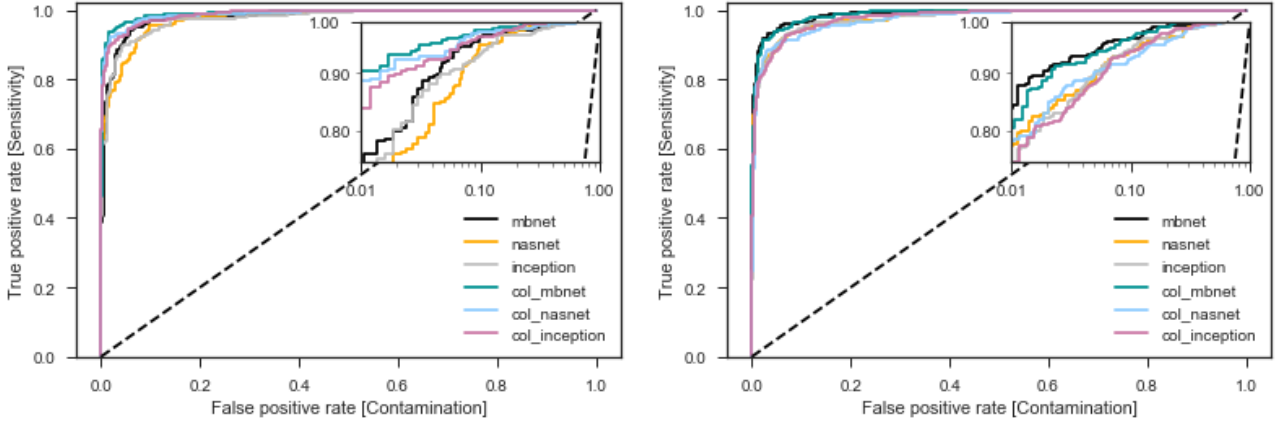 1.0
0.8
0.6
0.4
0.2
0.0
True positive rate [Sensitivity]
1.00
0.90
0.80
0.01
0.10
1.00
mbnet
nasnet
inception
col_mbnet
col_nasnet
col_inception
0.0
0.2
0.4
0.6
0.8
1.0
False positive rate [Contamination]
1.0
0.8
0.6
0.4
0.2
0.0
True positive rate [Sensitivity]
1.00
0.90
0.80
0.01
0.10
1.00
mbnet
nasnet
inception
col_mbnet
col_nasnet
col_inception
0.0
0.2
0.4
0.6
0.8
1.0
False positive rate [Contamination]